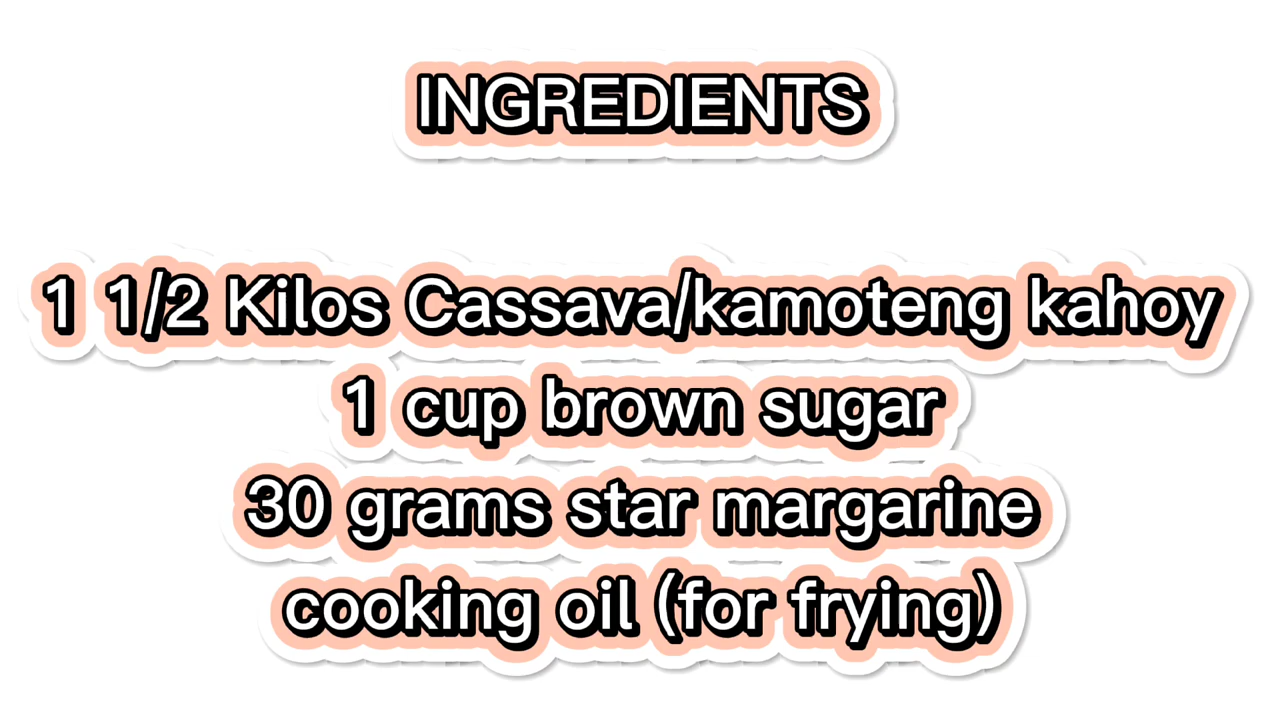 INGREDIENTS
1 1/2 Kilos Cassava/kamoteng kahoy
1 cup brown sugar
30 grams star margarine
cooking oil (for frying)